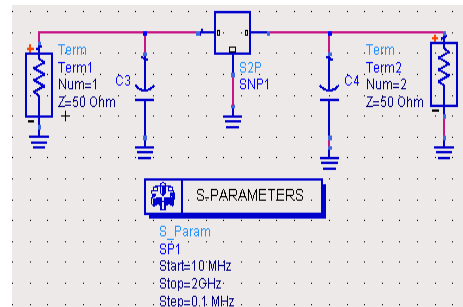 Term
Term1
Num=1
Z=50 Ohm
C3
S2P
SNP1
C4
Term
Term2
Num=2
Z=50 Ohm
S-PARAMETERS
S_Param
SP1
Start=10 MHz
Stop=2GHz
Step=0.1 MHz